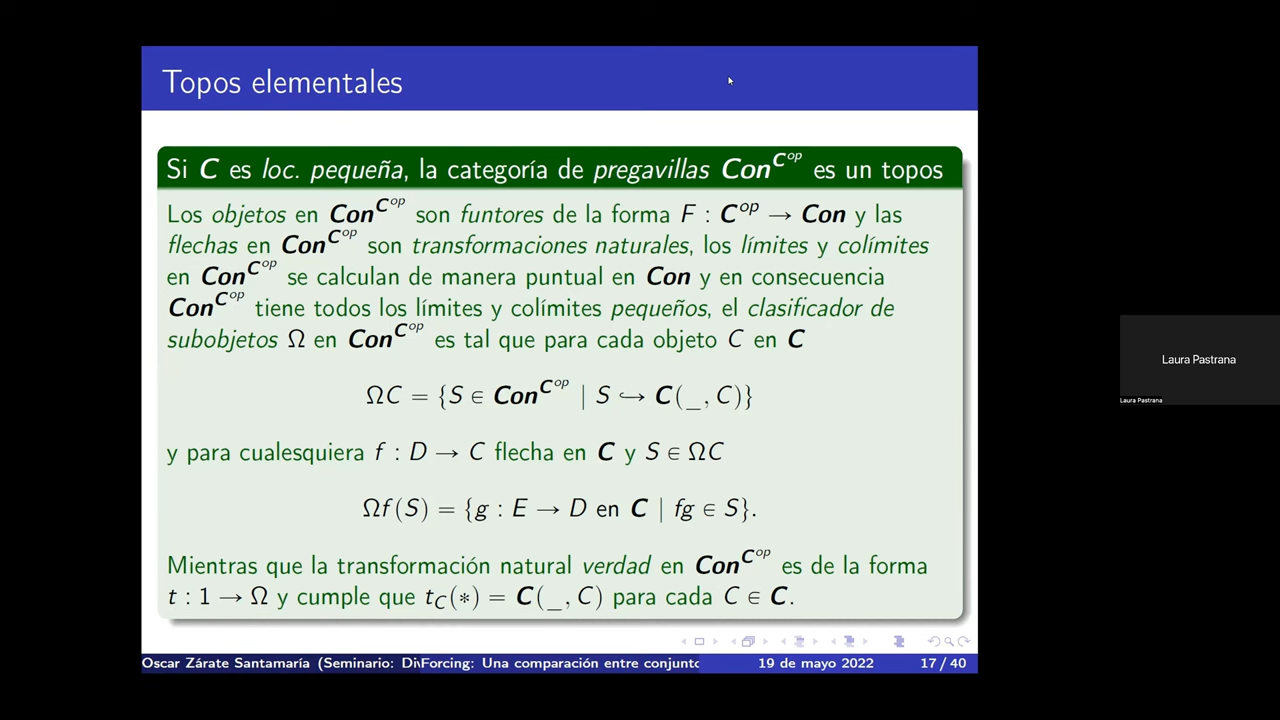 Topos elementales
Si C es loc. pequeña, la categoría de pregavillas Con^{C^{op}} es un topos
Los objetos en Con^{C^{op}} son funtores de la forma F : C^{op} → Con y las
flechas en Con^{C^{op}} son transformaciones naturales, los límites y colímites
en Con^{C^{op}} se calculan de manera puntual en Con y en consecuencia
Con^{C^{op}} tiene todos los límites y colímites pequeños, el clasificador de
subobjetos Ω en Con^{C^{op}} es tal que para cada objeto C en C
ΩC = {S ∈ Con^{C^{op}} | S ↪ C(_, C)}
y para cualesquiera f : D → C flecha en C y S ∈ ΩC
Ωf(S) = {g : E → D en C | fg ∈ S}.
Mientras que la transformación natural verdad en Con^{C^{op}} es de la forma
t : 1 → Ω y cumple que t_C(∗) = C(_, C) para cada C ∈ C.
Oscar Zárate Santamaría (Seminario: Di Forcing: Una comparación entre conjunto 19 de mayo 2022 17 / 40
Laura Pastrana
Laura Pastrana